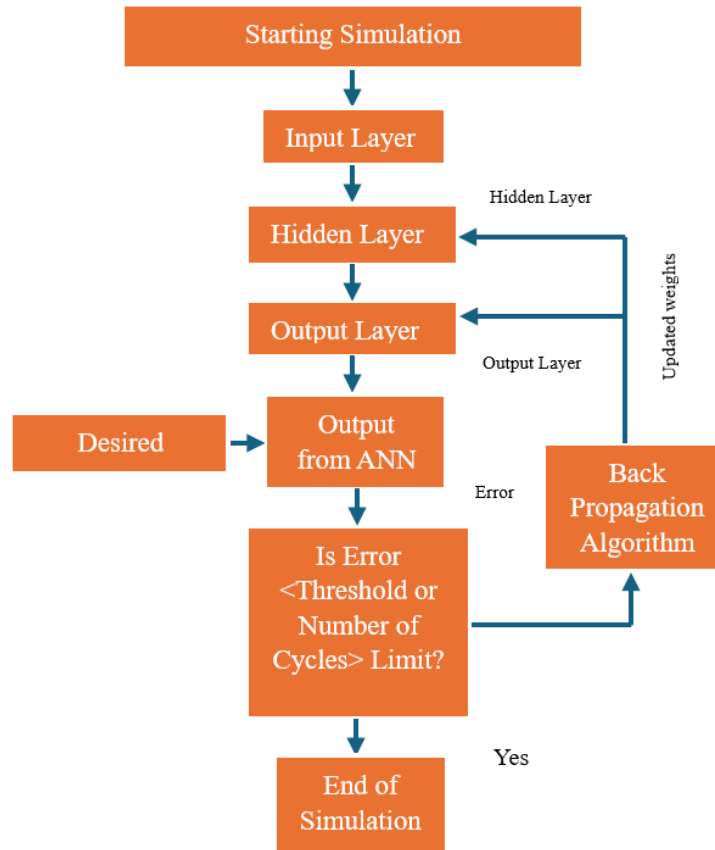 Starting Simulation
Input Layer
Hidden Layer
Hidden Layer
Output Layer
Output Layer
Updated weights
Desired
Output
from ANN
Error
Back
Propagation
Algorithm
Is Error
<Threshold or
Number of
Cycles> Limit?
Yes
End of
Simulation